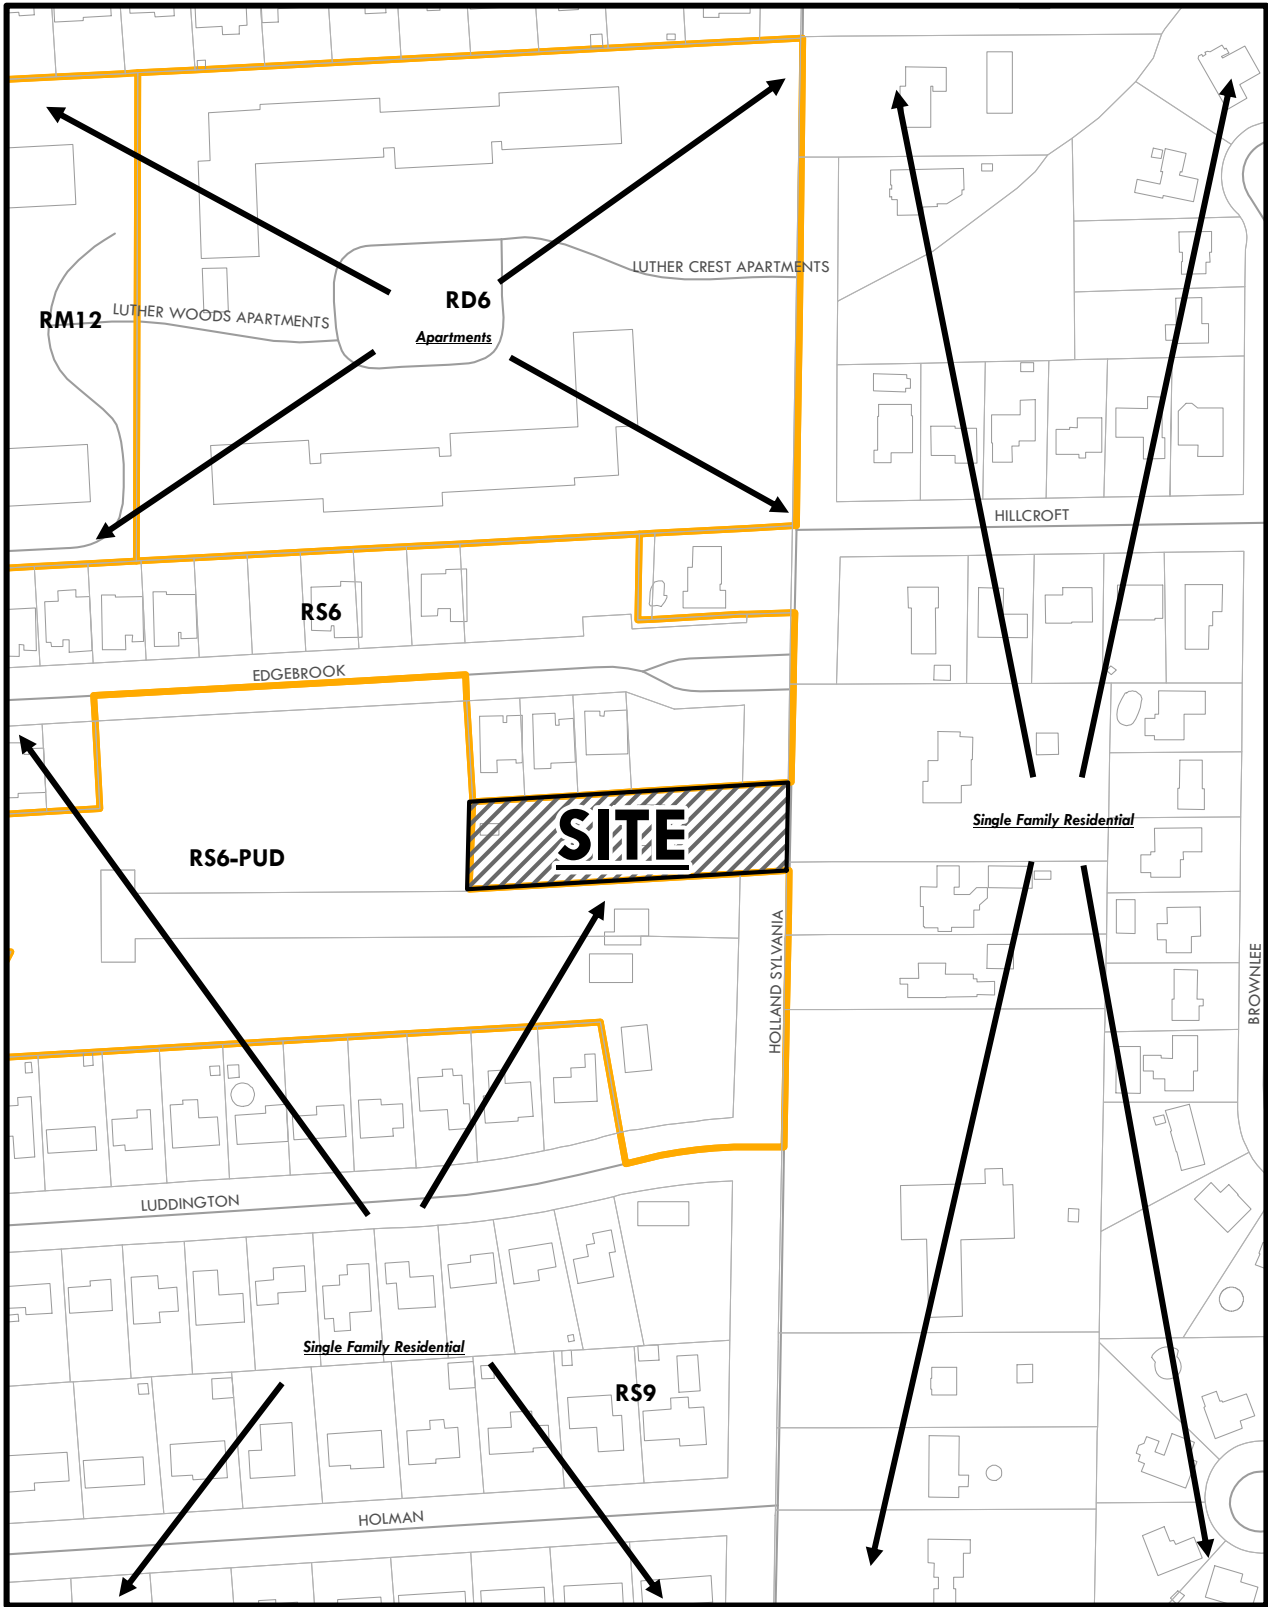 LUTHER CREST APARTMENTS
RD6
RM12
LUTHER WOODS APARTMENTS
Apartments
HILLCROFT
RS6
EDGEBROOK
SITE
Single Family Residential
RS6-PUD
HOLLAND SYLVANIA
BROWNLEE
LUDDINGTON
Single Family Residential
RS9
HOLMAN